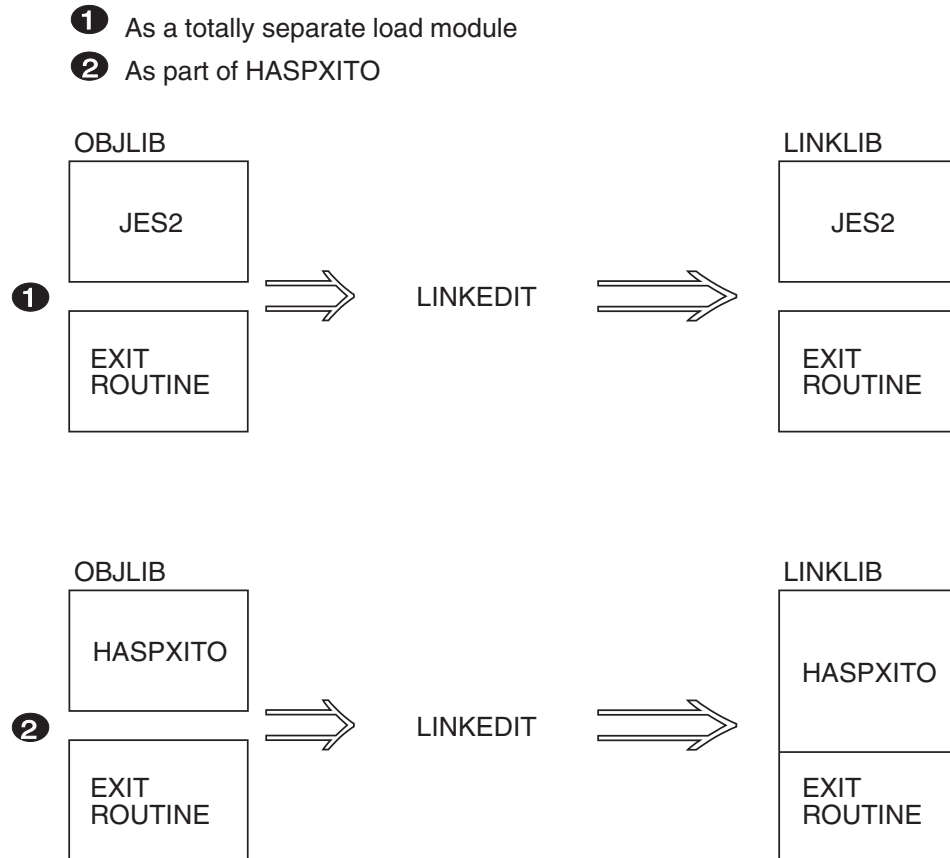 1 As a totally separate load module
2 As part of HASPXITO
OBJLIB
LINKLIB
JES2
JES2
1
LINKEDIT
EXIT
ROUTINE
EXIT
ROUTINE
OBJLIB
LINKLIB
HASPXITO
HASPXITO
2
LINKEDIT
EXIT
ROUTINE
EXIT
ROUTINE